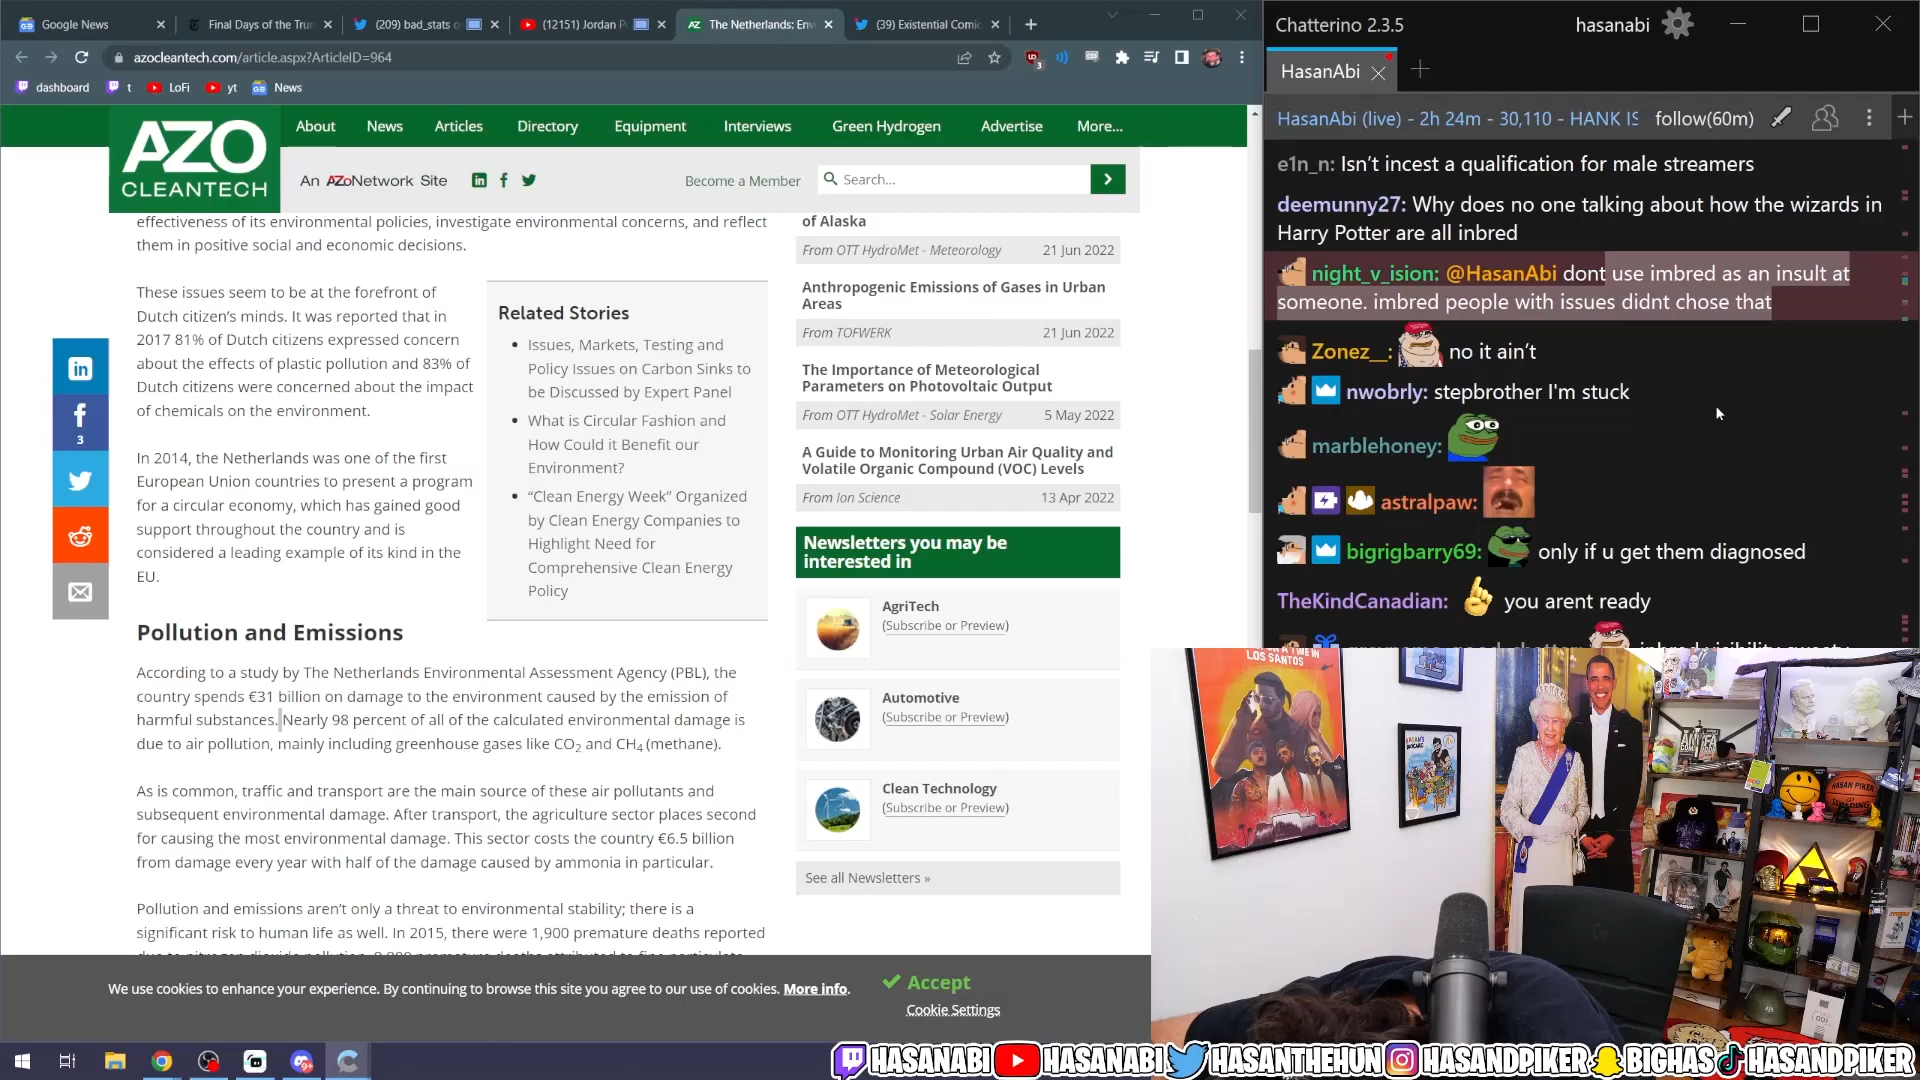 Google News
Final Days of the Trum
(209) bad_stats o
(12151) Jordan P
The Netherlands: Env
(39) Existential Comic
azocleantech.com/article.aspx?ArticleID=964
3
dashboard
t
LoFi
yt
News
AZO
CLEANTECH
About
News
Articles
Directory
Equipment
Interviews
Green Hydrogen
Advertise
More...
An AZoNetwork Site
Become a Member
Search...
effectiveness of its environmental policies, investigate environmental concerns, and reflect
them in positive social and economic decisions.
These issues seem to be at the forefront of
Dutch citizen's minds. It was reported that in
2017 81% of Dutch citizens expressed concern
about the effects of plastic pollution and 83% of
Dutch citizens were concerned about the impact
of chemicals on the environment.
In 2014, the Netherlands was one of the first
European Union countries to present a program
for a circular economy, which has gained good
support throughout the country and is
considered a leading example of its kind in the
EU.
3
Related Stories
Issues, Markets, Testing and
Policy Issues on Carbon Sinks to
be Discussed by Expert Panel
What is Circular Fashion and
How Could it Benefit our
Environment?
“Clean Energy Week” Organized
by Clean Energy Companies to
Highlight Need for
Comprehensive Clean Energy
Policy
Pollution and Emissions
According to a study by The Netherlands Environmental Assessment Agency (PBL), the
country spends €31 billion on damage to the environment caused by the emission of
harmful substances. Nearly 98 percent of all of the calculated environmental damage is
due to air pollution, mainly including greenhouse gases like CO2 and CH4 (methane).
As is common, traffic and transport are the main source of these air pollutants and
subsequent environmental damage. After transport, the agriculture sector places second
for causing the most environmental damage. This sector costs the country €6.5 billion
from damage every year with half of the damage caused by ammonia in particular.
Pollution and emissions aren't only a threat to environmental stability; there is a
significant risk to human life as well. In 2015, there were 1,900 premature deaths reported
of Alaska
From OTT HydroMet - Meteorology
21 Jun 2022
Anthropogenic Emissions of Gases in Urban
Areas
From TOFWERK
21 Jun 2022
The Importance of Meteorological
Parameters on Photovoltaic Output
From OTT HydroMet - Solar Energy
5 May 2022
A Guide to Monitoring Urban Air Quality and
Volatile Organic Compound (VOC) Levels
From Ion Science
13 Apr 2022
Newsletters you may be
interested in
AgriTech
(Subscribe or Preview)
Automotive
(Subscribe or Preview)
Clean Technology
(Subscribe or Preview)
See all Newsletters »
We use cookies to enhance your experience. By continuing to browse this site you agree to our use of cookies. More info.
Accept
Cookie Settings
Chatterino 2.3.5
hasanabi
HasanAbi
HasanAbi (live) - 2h 24m - 30,110 - HANK IS
follow(60m)
e1n_n: Isn't incest a qualification for male streamers
deemunny27: Why does no one talking about how the wizards in
Harry Potter are all inbred
night_v_ision: @HasanAbi dont use imbred as an insult at
someone. imbred people with issues didnt chose that
Zonez__: no it ain't
nwobrly: stepbrother I'm stuck
marblehoney:
astralpaw:
bigrigbarry69: only if u get them diagnosed
TheKindCanadian: you arent ready
LOS SANTOS
HASAN PIKER
HASANABI
HASANABI
HASANTHEHUN
HASANDPIKER
BIGHAS
HASANDPIKER